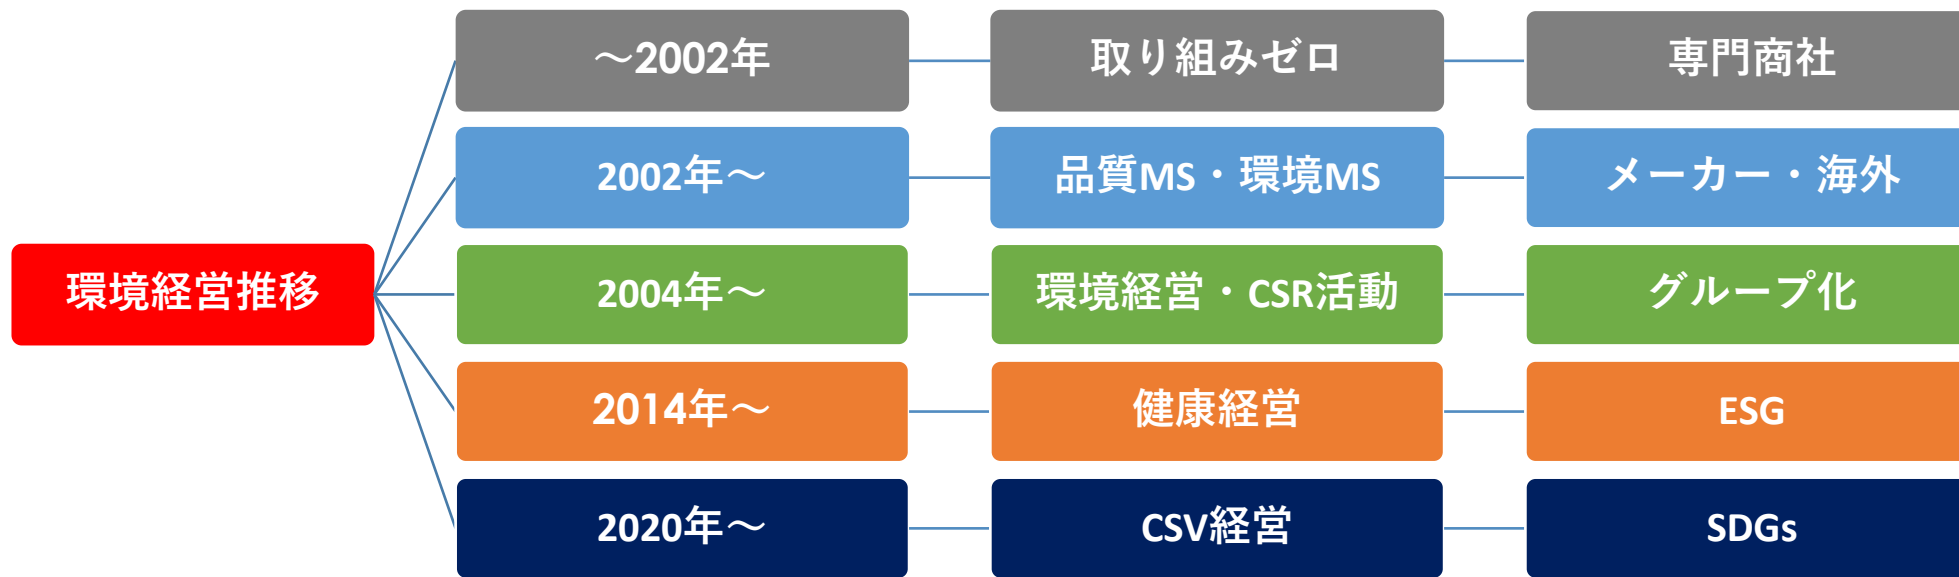 ～2002年
取り組みゼロ
専門商社
2002年～
品質MS・環境MS
メーカー・海外
環境経営推移
2004年～
環境経営・CSR活動
グループ化
2014年～
健康経営
ESG
2020年～
CSV経営
SDGs